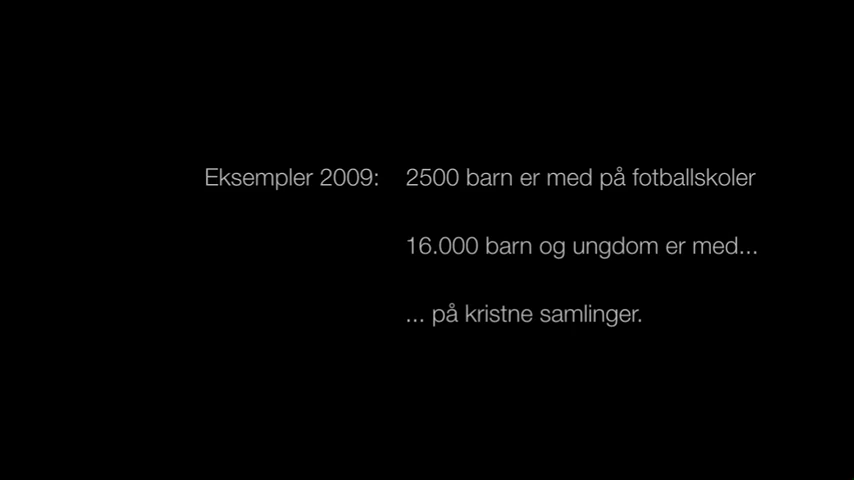 Eksempler 2009: 2500 barn er med på fotballskoler
16.000 barn og ungdom er med...
... på kristne samlinger.